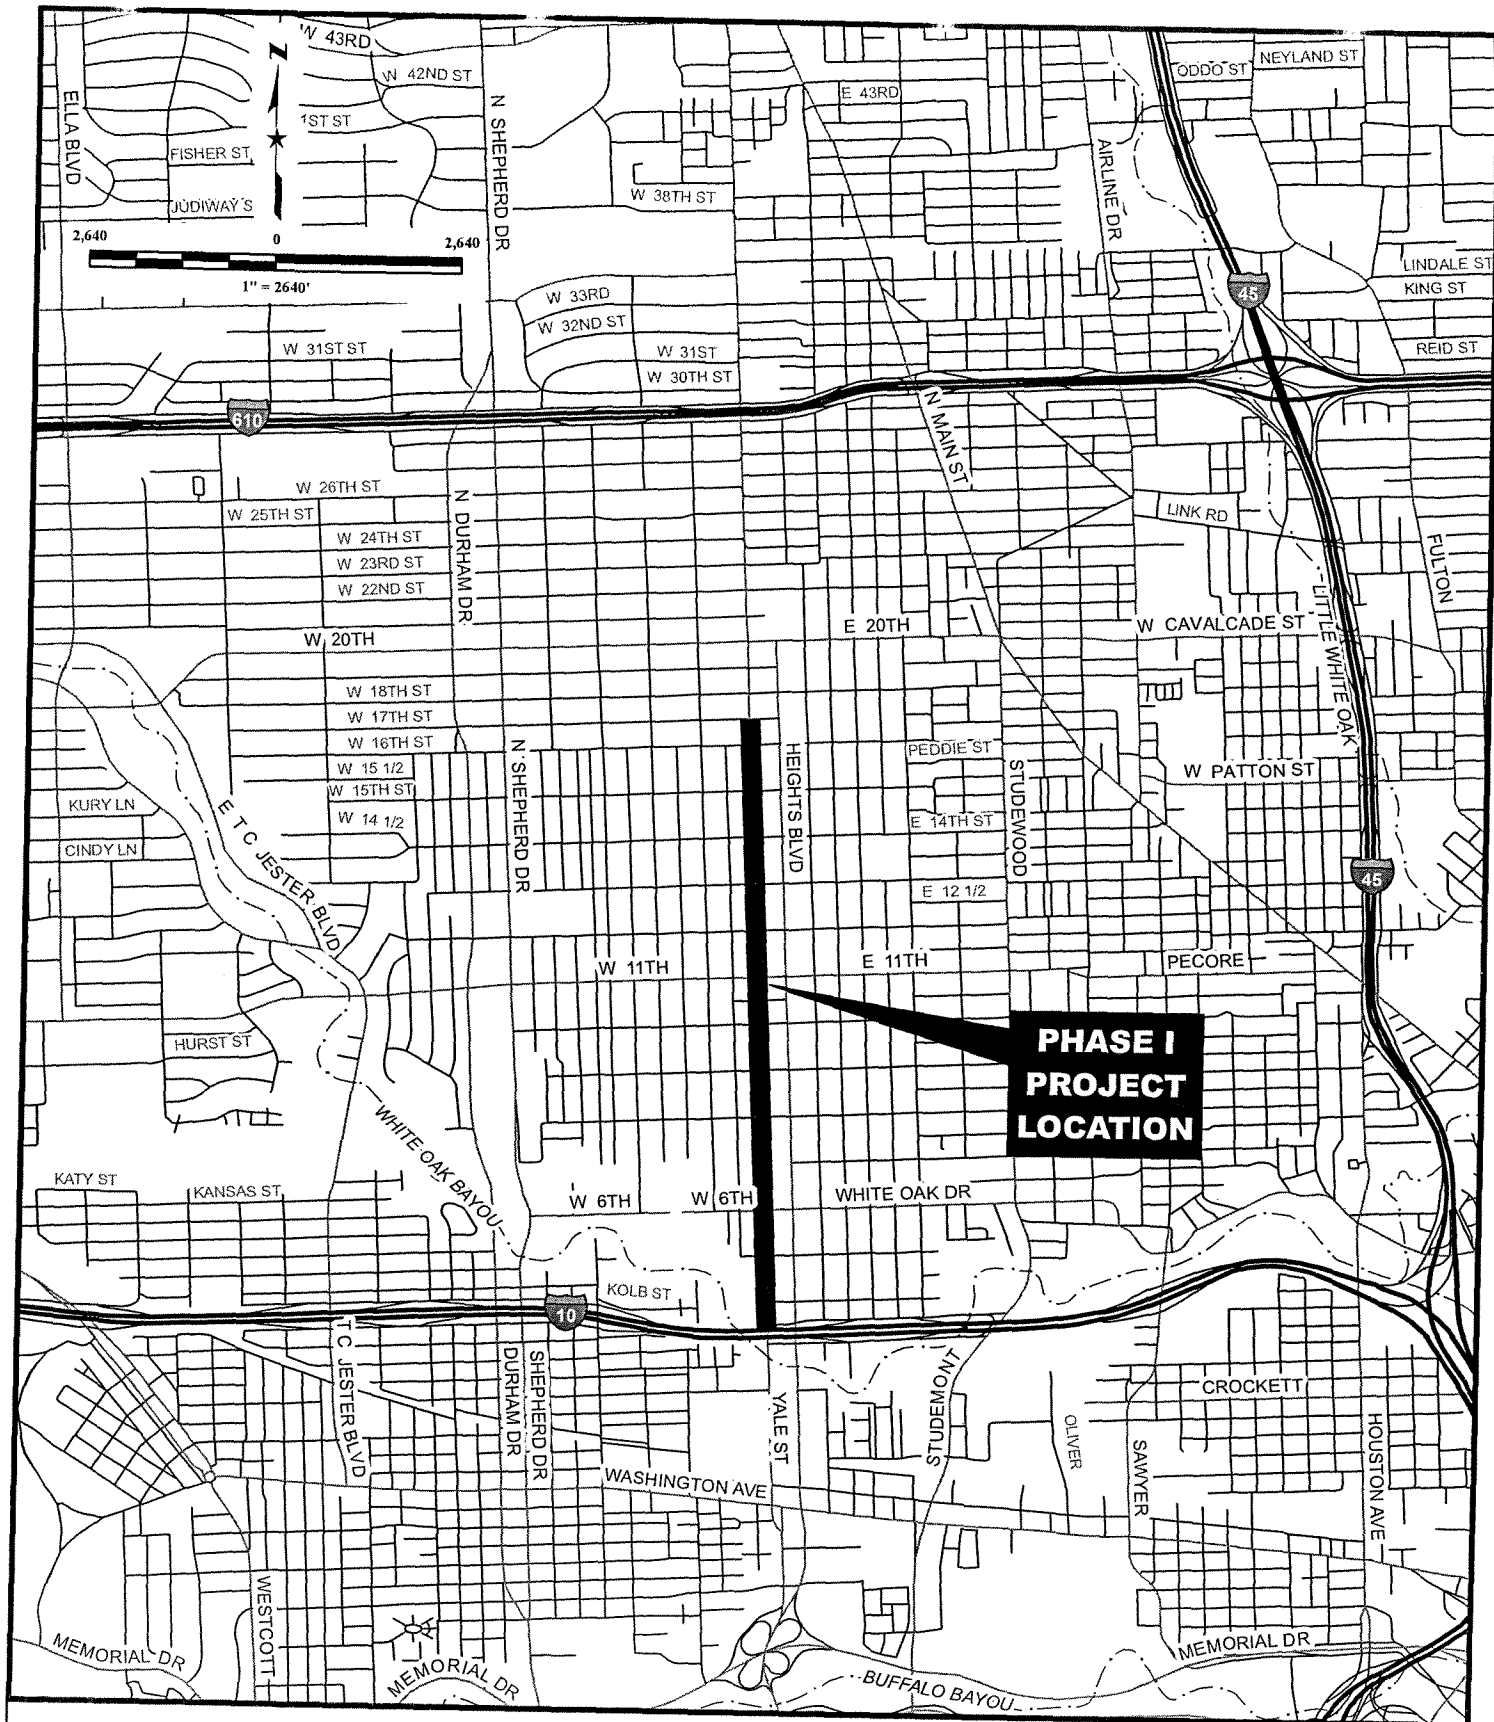 W 43RD
N
W 42ND ST
1ST ST
FISHER ST
JUDIWAY S
ELLA BLVD
N SHEPHERD DR
E 43RD
ODDO ST
NEYLAND ST
W 38TH ST
AIRLINE DR
2,640
0
2,640
1" = 2640'
LINDALE ST
KING ST
REID ST
45
W 33RD
W 32ND ST
W 31ST ST
W 31ST
W 30TH ST
610
N MAIN ST
W 26TH ST
W 25TH ST
W 24TH ST
W 23RD ST
W 22ND ST
N DURHAM DR
LINK RD
FULTON
LITTLE WHITE OAK
W 20TH
E 20TH
W CAVALCADE ST
W 18TH ST
W 17TH ST
W 16TH ST
W 15 1/2
W 15TH ST
W 14 1/2
N SHEPHERD DR
HEIGHTS BLVD
PEDDIE ST
STUDEWOOD
W PATTON ST
KURY LN
CINDY LN
E T C JESTER BLVD
E 14TH ST
E 12 1/2
45
W 11TH
E 11TH
PECORE
HURST ST
PHASE I
PROJECT
LOCATION
WHITE OAK BAYOU
KATY ST
KANSAS ST
W 6TH
W 6TH
WHITE OAK DR
KOLB ST
10
T C JESTER BLVD
DURHAM DR
SHEPHERD DR
YALE ST
STUDEMONT
OLIVER
SAWYER
CROCKETT
HOUSTON AVE
WASHINGTON AVE
WESTCOTT
MEMORIAL DR
MEMORIAL DR
MEMORIAL DR
BUFFALO BAYOU